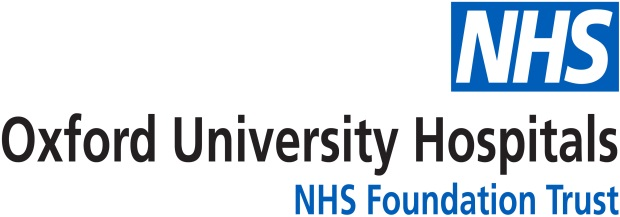 NHS
Oxford University Hospitals
NHS Foundation Trust